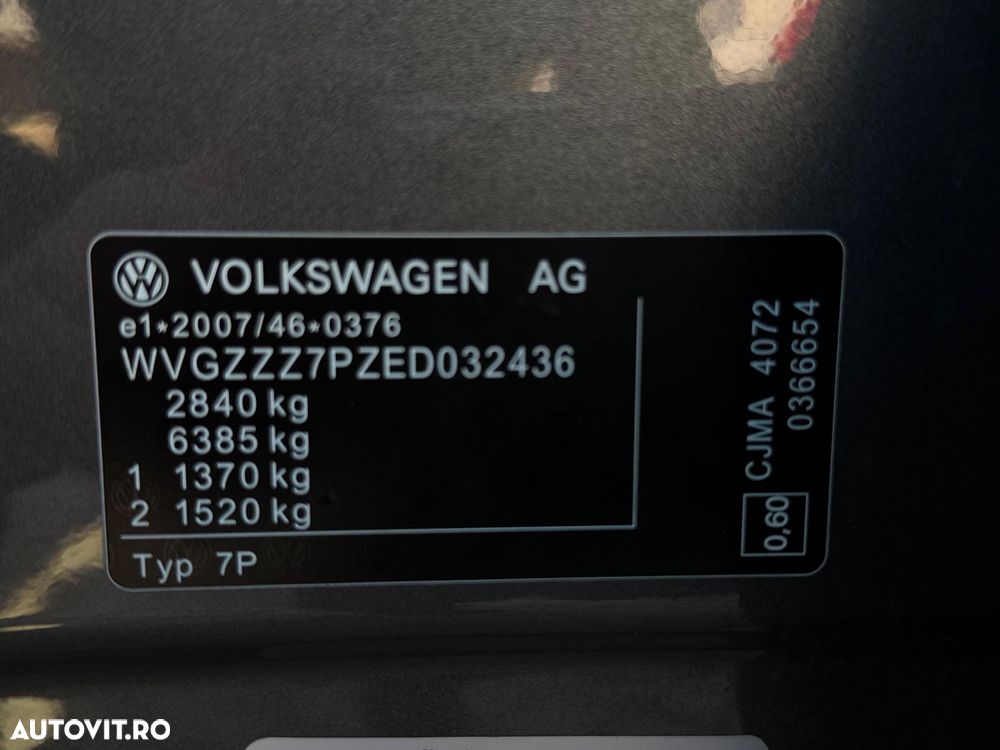 VOLKSWAGEN AG
e1*2007/46*0376
WVGZZZ7PZED032436
2840 kg
6385 kg
1 1370 kg
2 1520 kg
Typ 7P
0,60 CJMA 4072
0366654
AUTOVIT.RO